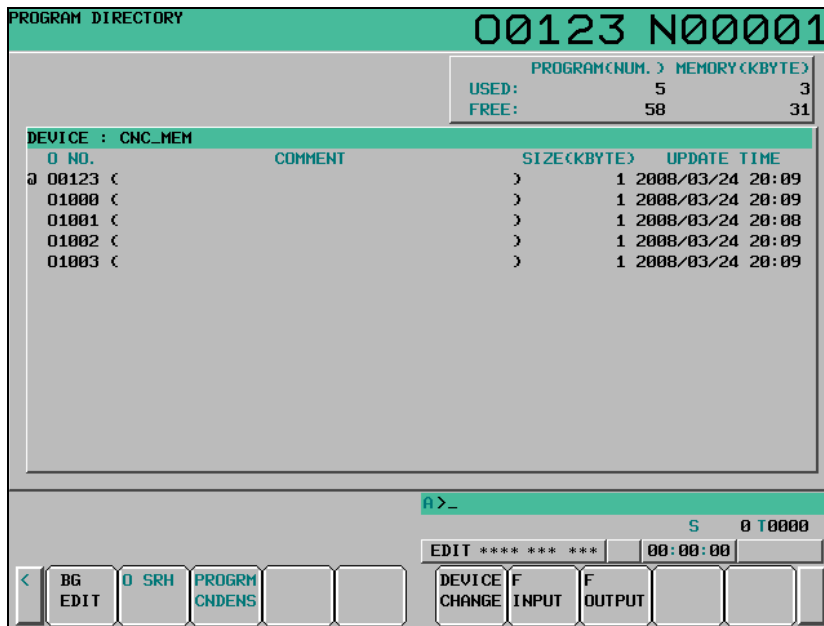 PROGRAM DIRECTORY O0123 N00001
PROGRAM(NUM.) MEMORY(KBYTE)
USED: 5 3
FREE: 58 31
DEVICE : CNC_MEM
O NO. COMMENT SIZE(KBYTE) UPDATE TIME
@ O0123 ( ) 1 2008/03/24 20:09
O1000 ( ) 1 2008/03/24 20:09
O1001 ( ) 1 2008/03/24 20:08
O1002 ( ) 1 2008/03/24 20:09
O1003 ( ) 1 2008/03/24 20:09
A>_
S 0 T0000
EDIT **** *** *** 00:00:00
< BG O SRH PROGRM DEVICE F F
EDIT CNDENS CHANGE INPUT OUTPUT